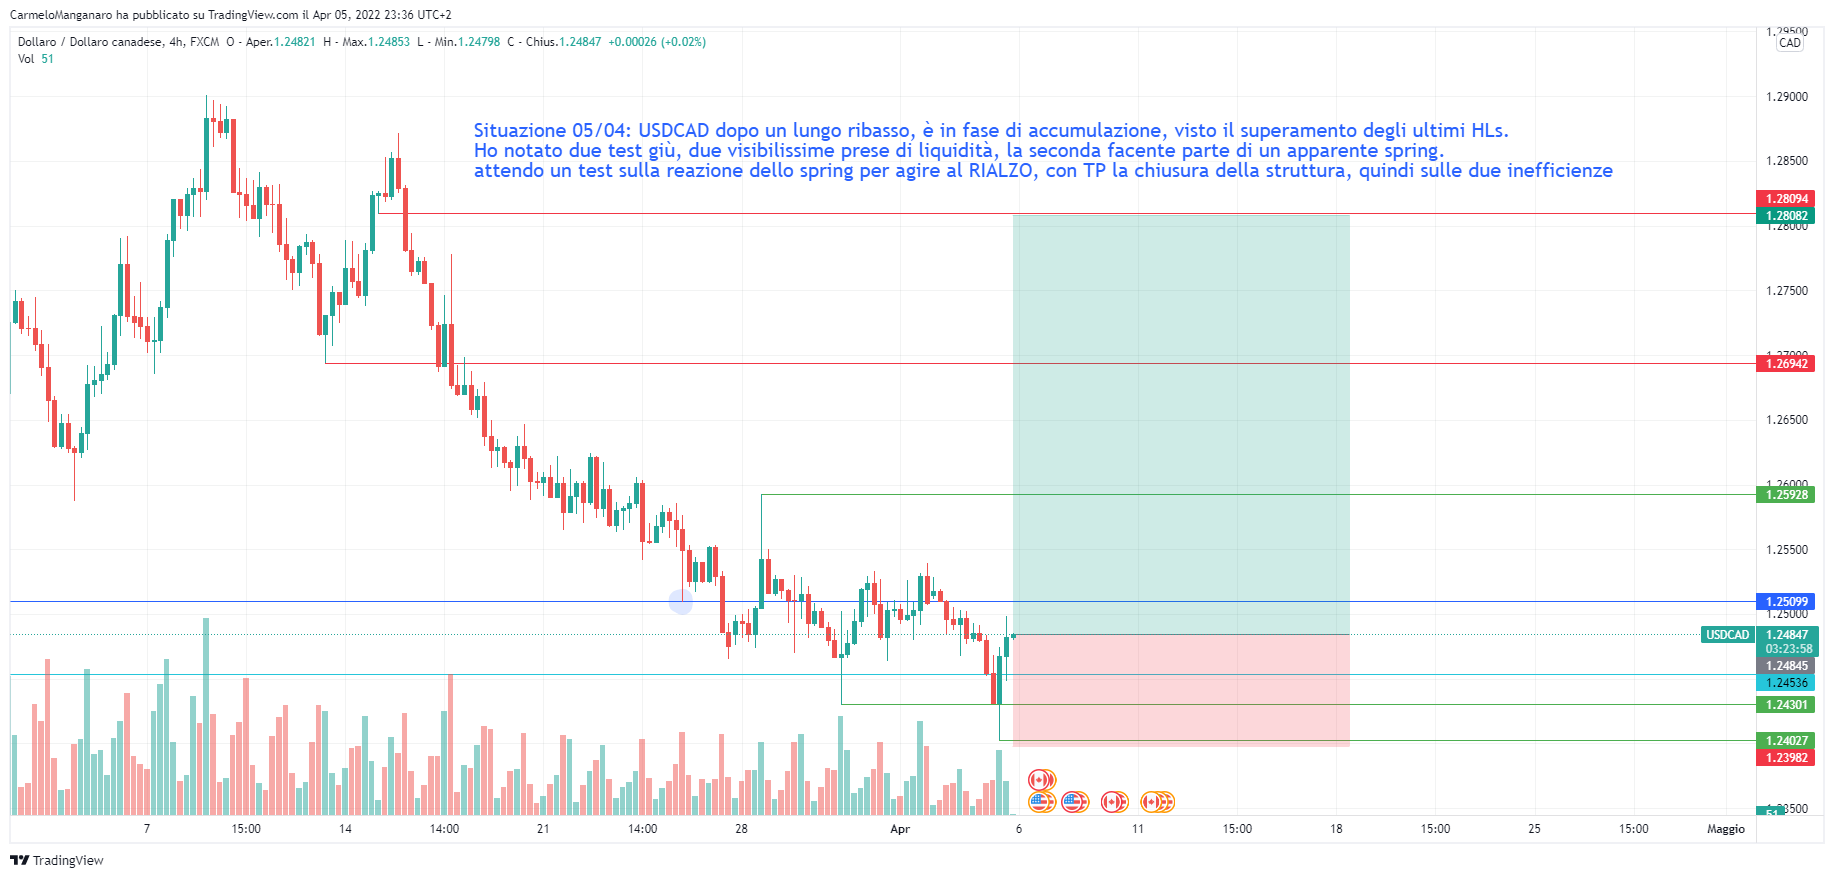 CarmeloManganaro ha pubblicato su TradingView.com il Apr 05, 2022 23:36 UTC+2
Dollaro / Dollaro canadese, 4h, FXCM O - Aper.1.24821 H - Max.1.24853 L - Min.1.24798 C - Chius.1.24847 +0.00026 (+0.02%)
Vol 51
Situazione 05/04: USDCAD dopo un lungo ribasso, è in fase di accumulazione, visto il superamento degli ultimi HLs.
Ho notato due test giù, due visibilissime prese di liquidità, la seconda facente parte di un apparente spring.
attendo un test sulla reazione dello spring per agire al RIALZO, con TP la chiusura della struttura, quindi sulle due inefficienze
1.29500
CAD
1.29000
1.28500
1.28094
1.28082
1.28000
1.27500
1.27000
1.26942
1.26500
1.26000
1.25928
1.25500
1.25099
1.25000
USDCAD 1.24847
03:23:58
1.24845
1.24536
1.24301
1.24027
1.23982
51
7 15:00 14 14:00 21 14:00 28 Apr 6 11 15:00 18 15:00 25 15:00 Maggio
TradingView